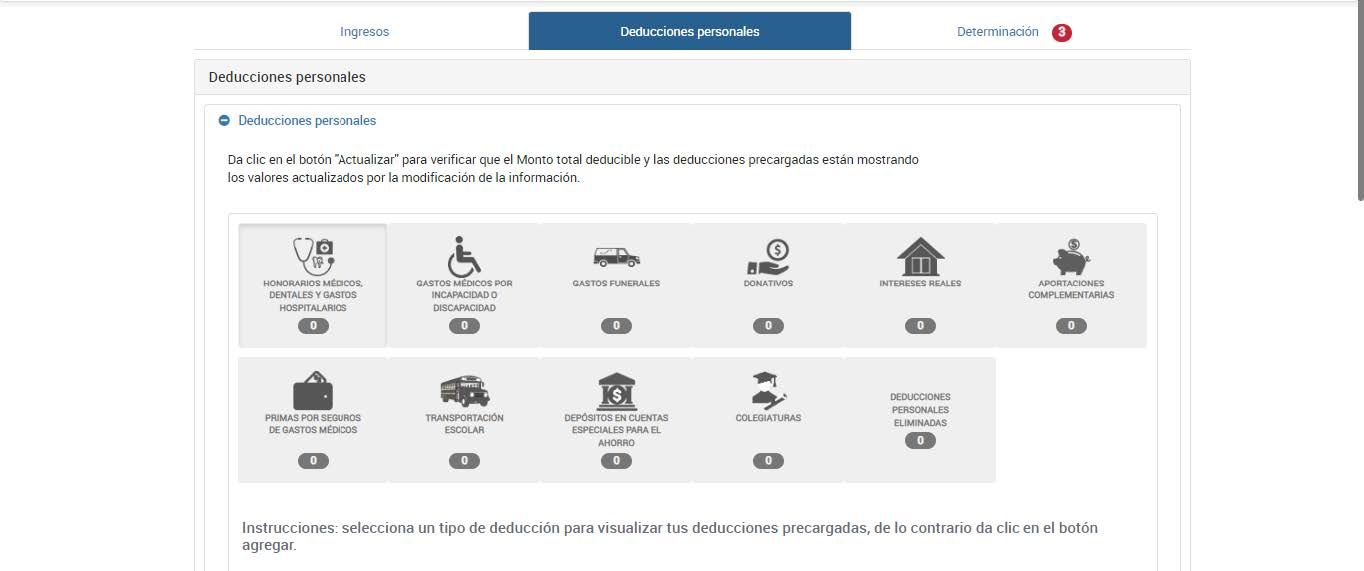 Ingresos
Deducciones personales
Determinación 3
Deducciones personales
Deducciones personales
Da clic en el botón "Actualizar" para verificar que el Monto total deducible y las deducciones precargadas están mostrando
los valores actualizados por la modificación de la información.
HONORARIOS MÉDICOS,
DENTALES Y GASTOS
HOSPITALARIOS
0
GASTOS MÉDICOS POR
INCAPACIDAD O
DISCAPACIDAD
0
GASTOS FUNERALES
0
DONATIVOS
0
INTERESES REALES
0
APORTACIONES
COMPLEMENTARIAS
0
PRIMAS POR SEGUROS
DE GASTOS MÉDICOS
0
TRANSPORTACIÓN
ESCOLAR
0
DEPÓSITOS EN CUENTAS
ESPECIALES PARA EL
AHORRO
0
COLEGIATURAS
0
DEDUCCIONES
PERSONALES
ELIMINADAS
0
Instrucciones: selecciona un tipo de deducción para visualizar tus deducciones precargadas, de lo contrario da clic en el botón
agregar.